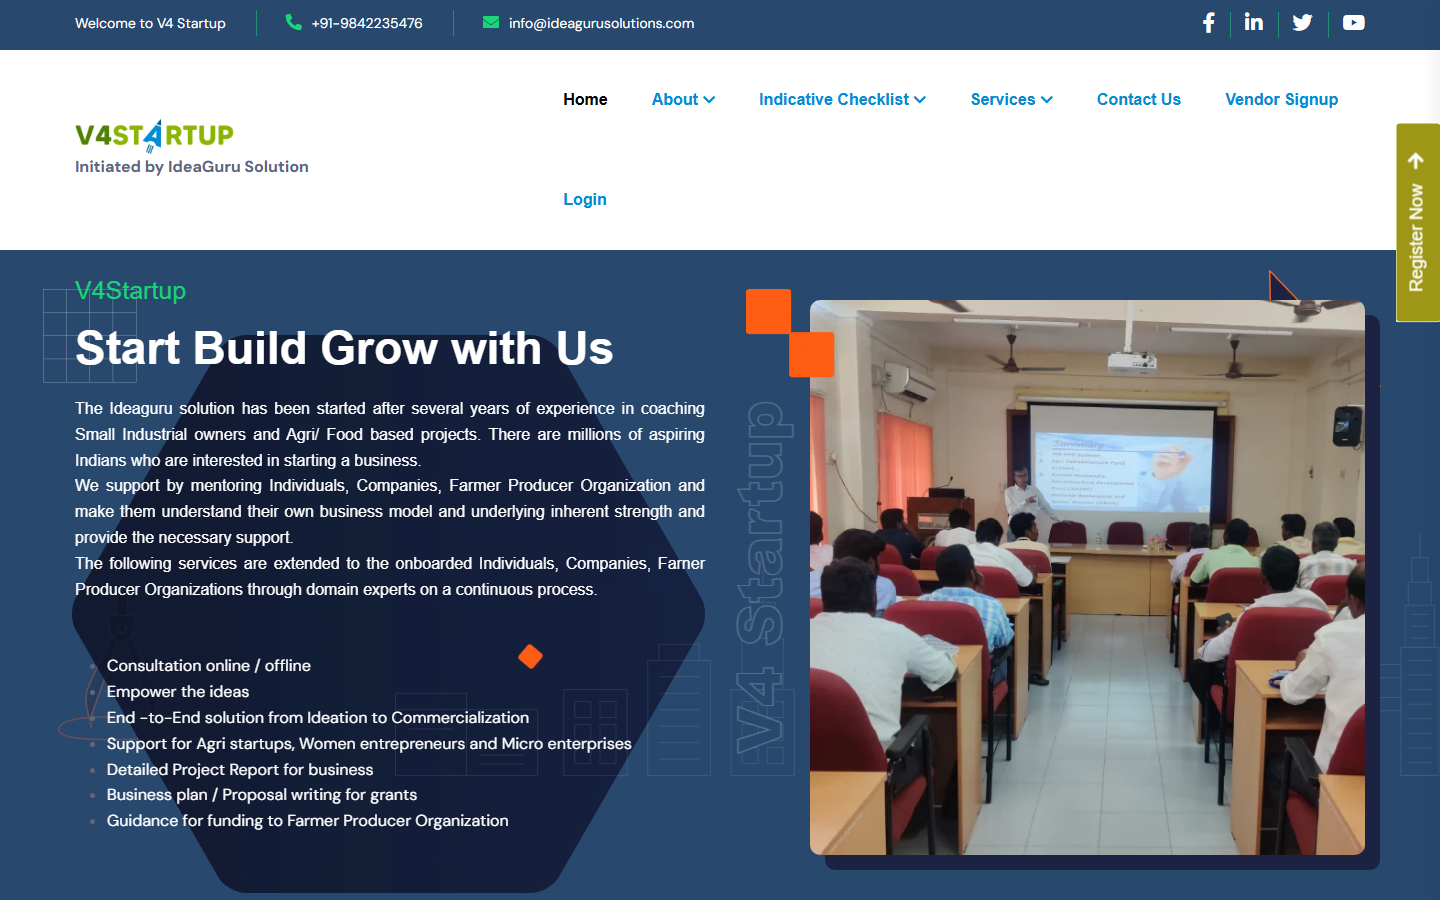 Welcome to V4 Startup
+91-9842235476
info@ideagurusolutions.com
V4STARTUP
Initiated by IdeaGuru Solution
Home
About
Indicative Checklist
Services
Contact Us
Vendor Signup
Login
Register Now
V4Startup
Start Build Grow with Us
The Ideaguru solution has been started after several years of experience in coaching
Small Industrial owners and Agri/ Food based projects. There are millions of aspiring
Indians who are interested in starting a business.
We support by mentoring Individuals, Companies, Farmer Producer Organization and
make them understand their own business model and underlying inherent strength and
provide the necessary support.
The following services are extended to the onboarded Individuals, Companies, Farner
Producer Organizations through domain experts on a continuous process.
Consultation online / offline
Empower the ideas
End -to-End solution from Ideation to Commercialization
Support for Agri startups, Women entrepreneurs and Micro enterprises
Detailed Project Report for business
Business plan / Proposal writing for grants
Guidance for funding to Farmer Producer Organization
V4 Startup
Summary